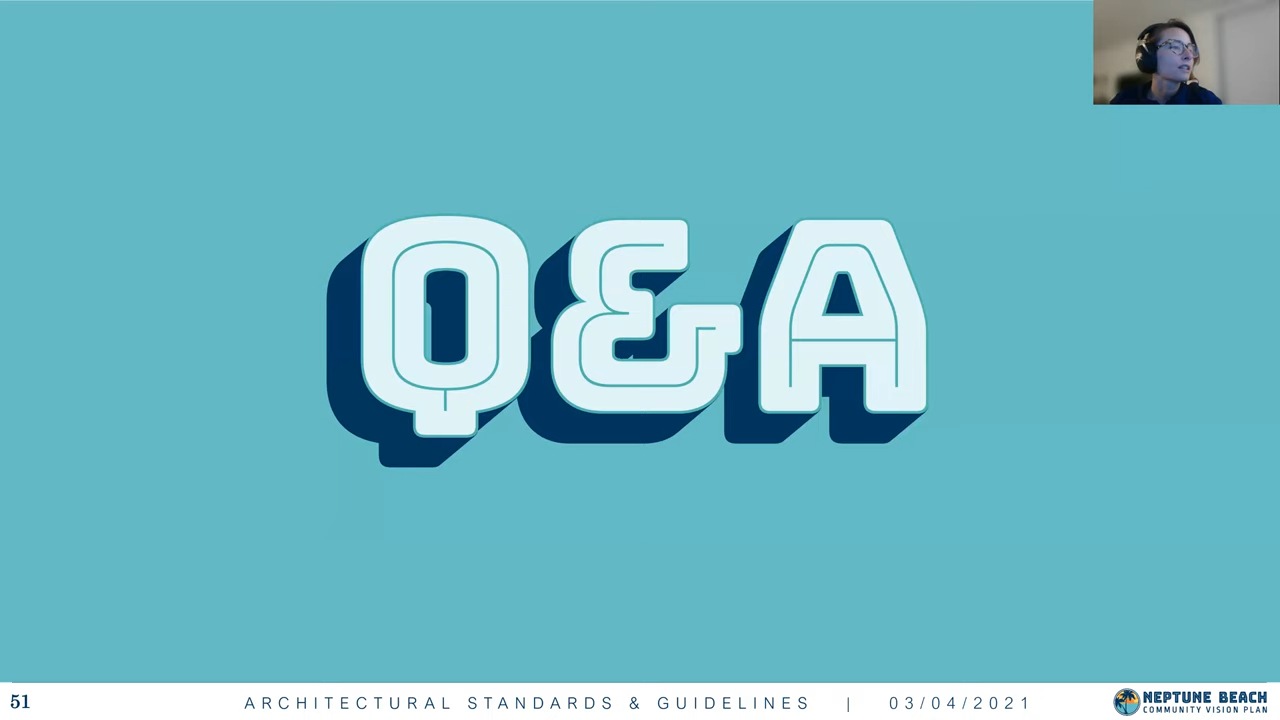 Q&A
51
ARCHITECTURAL STANDARDS & GUIDELINES | 03/04/2021
NEPTUNE BEACH
COMMUNITY VISION PLAN